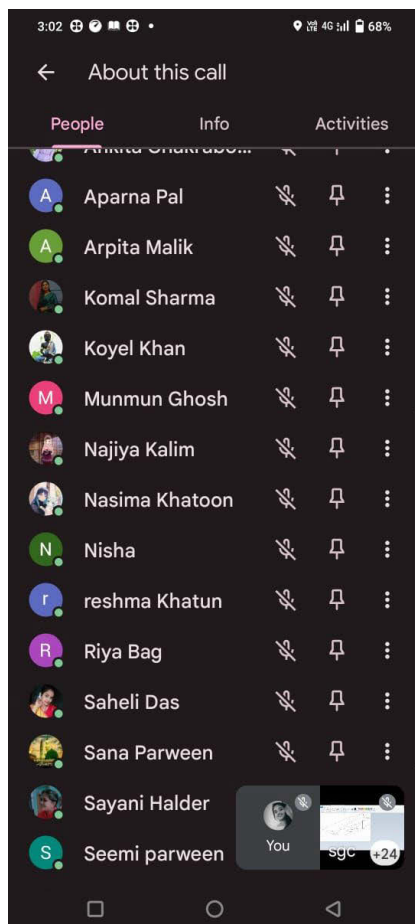 3:02 68%
About this call
People Info Activities
Ankita Chakrabo...
A Aparna Pal
A Arpita Malik
Komal Sharma
Koyel Khan
M Munmun Ghosh
Najiya Kalim
Nasima Khatoon
N Nisha
r reshma Khatun
R Riya Bag
Saheli Das
Sana Parween
Sayani Halder
S Seemi parween
You sgc +24